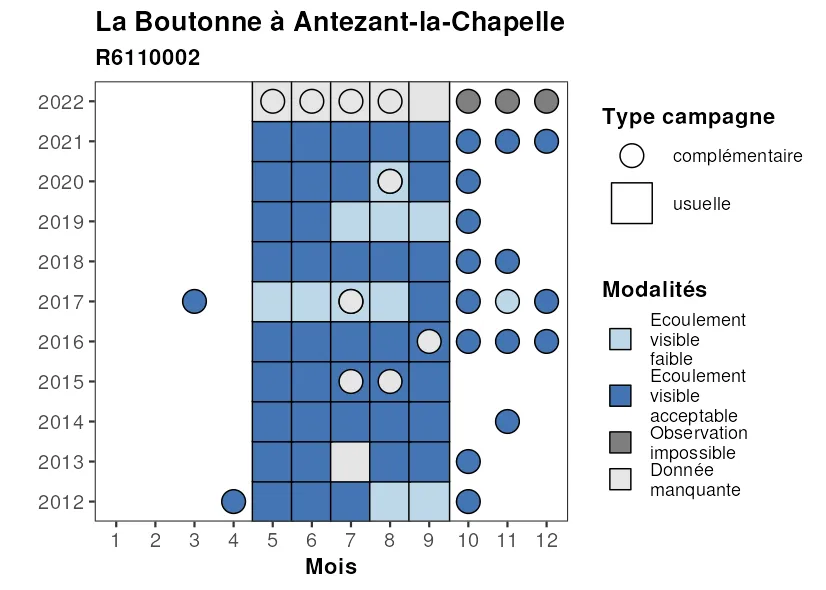 La Boutonne à Antezant-la-Chapelle
R6110002
2022
2021
2020
2019
2018
2017
2016
2015
2014
2013
2012
1 2 3 4 5 6 7 8 9 10 11 12
Mois
Type campagne
complémentaire
usuelle
Modalités
Ecoulement
visible
faible
Ecoulement
visible
acceptable
Observation
impossible
Donnée
manquante